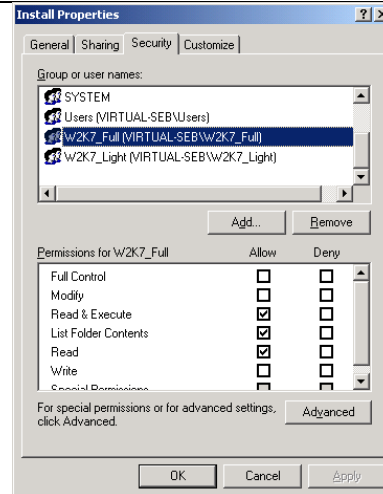 Install Properties
General Sharing Security Customize
Group or user names:
SYSTEM
Users (VIRTUAL-SEB\Users)
W2K7_Full (VIRTUAL-SEB\W2K7_Full)
W2K7_Light (VIRTUAL-SEB\W2K7_Light)
Add... Remove
Permissions for W2K7_Full Allow Deny
Full Control
Modify
Read & Execute
List Folder Contents
Read
Write
Special Permissions
For special permissions or for advanced settings, Advanced
click Advanced.
OK Cancel Apply